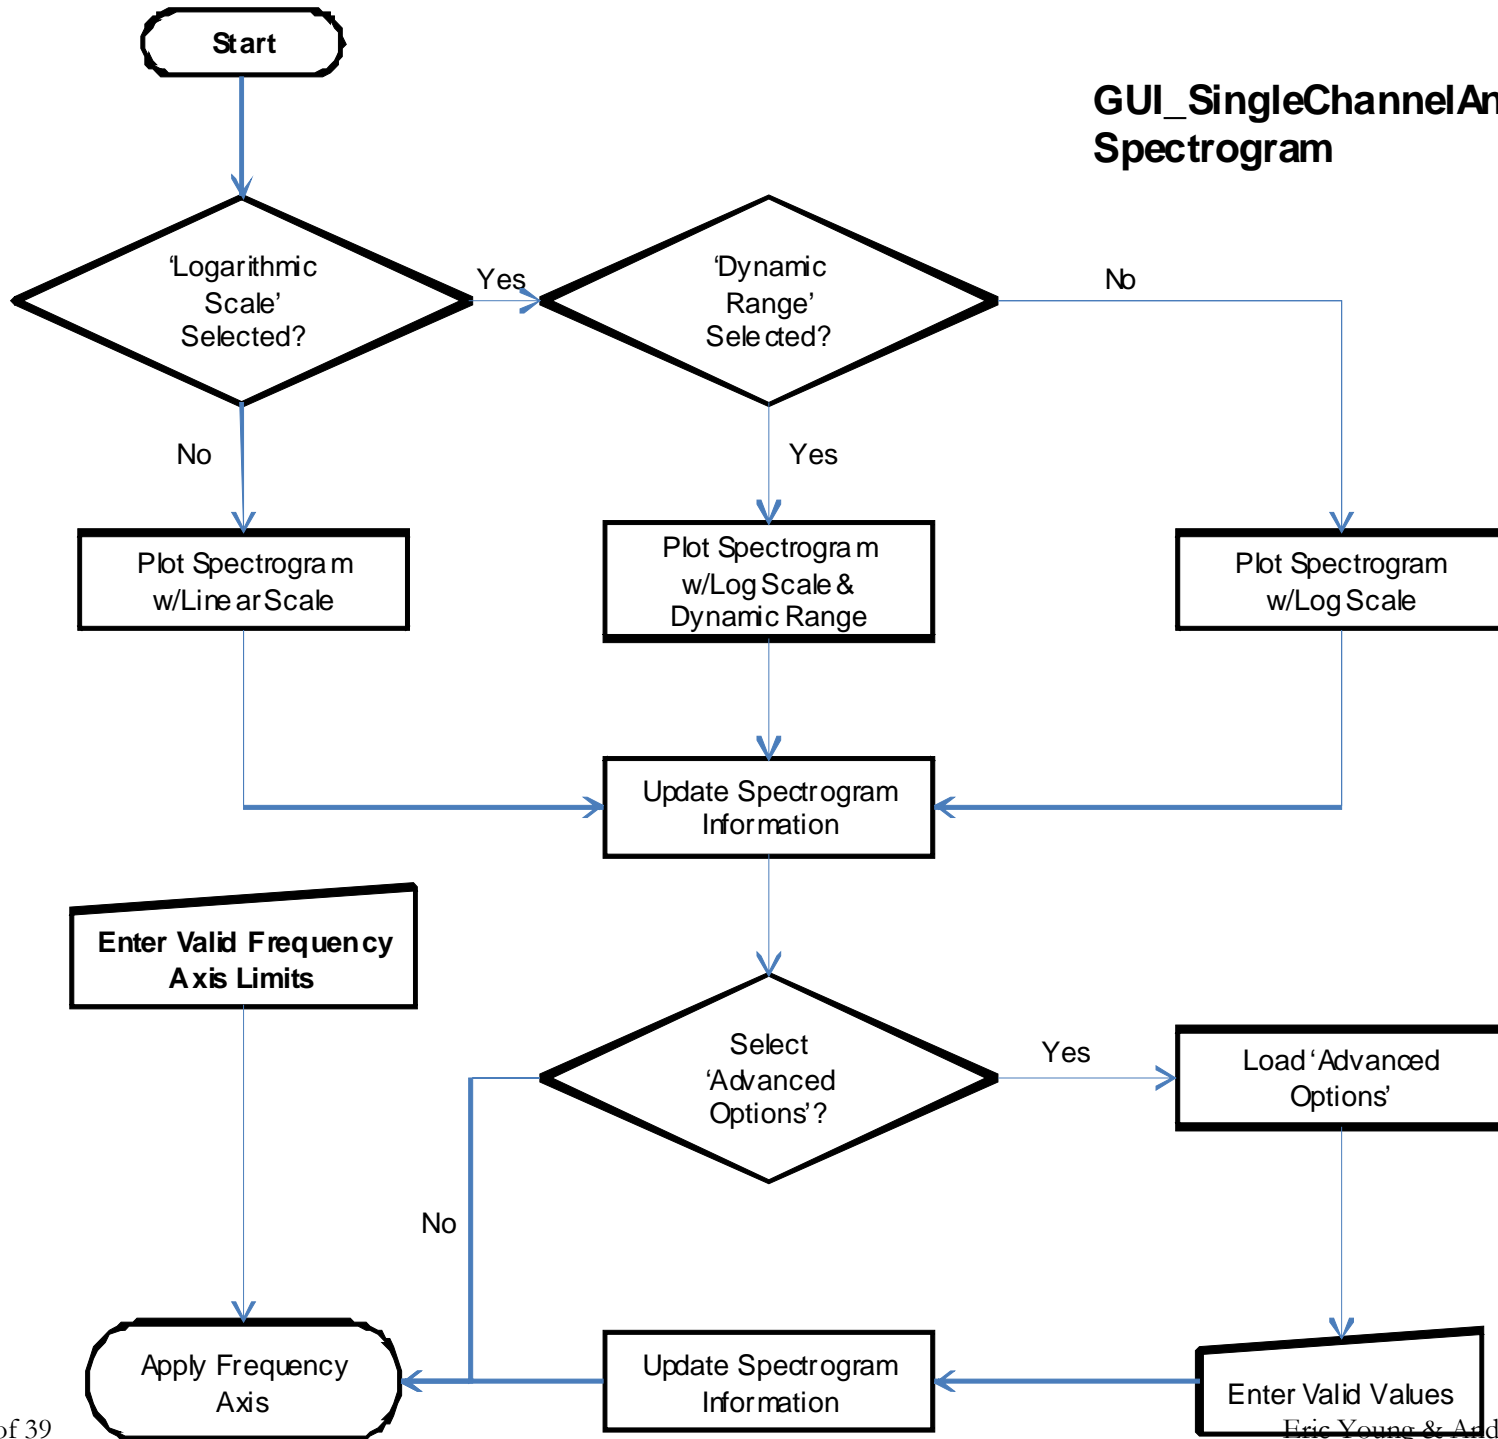 Start
GUI_SingleChannelAn
Spectrogram
‘Logarithmic
Scale’
Selected?
Yes
‘Dynamic
Range’
Selected?
No
No
Yes
Plot Spectrogram
w/Linear Scale
Plot Spectrogram
w/Log Scale &
Dynamic Range
Plot Spectrogram
w/Log Scale
Update Spectrogram
Information
Enter Valid Frequency
Axis Limits
Select
‘Advanced
Options’?
Yes
Load ‘Advanced
Options’
No
Apply Frequency
Axis
Update Spectrogram
Information
Enter Valid Values
of 39
Eric Young & And